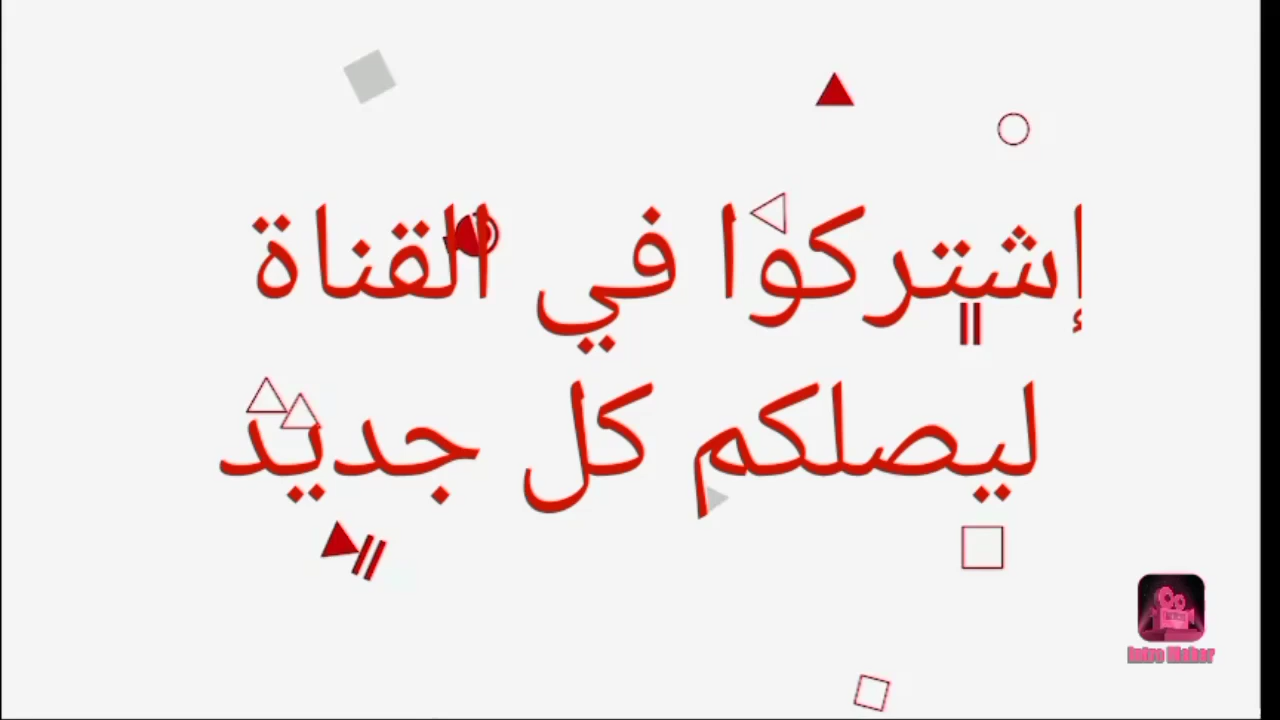 إشتركوا في القناة
ليصلكم كل جديد
Intro Maker